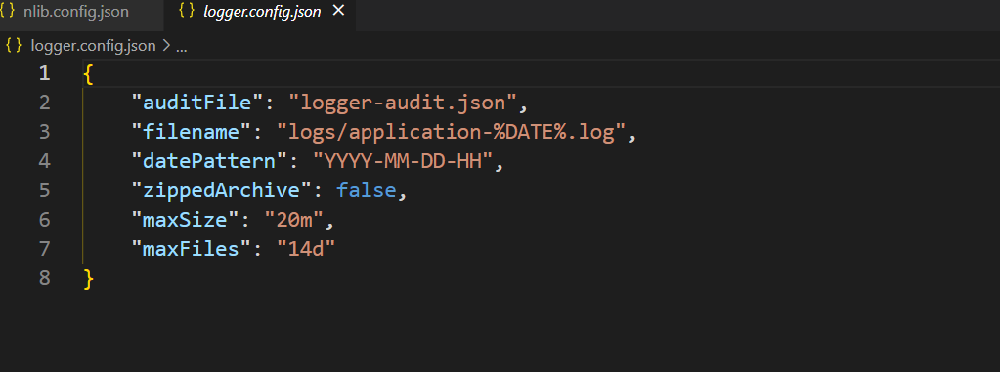 {} nlib.config.json {} logger.config.json ×
{} logger.config.json > ...
1 {
2 "auditFile": "logger-audit.json",
3 "filename": "logs/application-%DATE%.log",
4 "datePattern": "YYYY-MM-DD-HH",
5 "zippedArchive": false,
6 "maxSize": "20m",
7 "maxFiles": "14d"
8 }